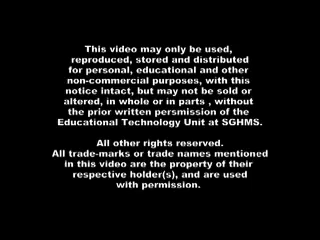 This video may only be used,
reproduced, stored and distributed
for personal, educational and other
non-commercial purposes, with this
notice intact, but may not be sold or
altered, in whole or in parts , without
the prior written persmission of the
Educational Technology Unit at SGHMS.
All other rights reserved.
All trade-marks or trade names mentioned
in this video are the property of their
respective holder(s), and are used
with permission.